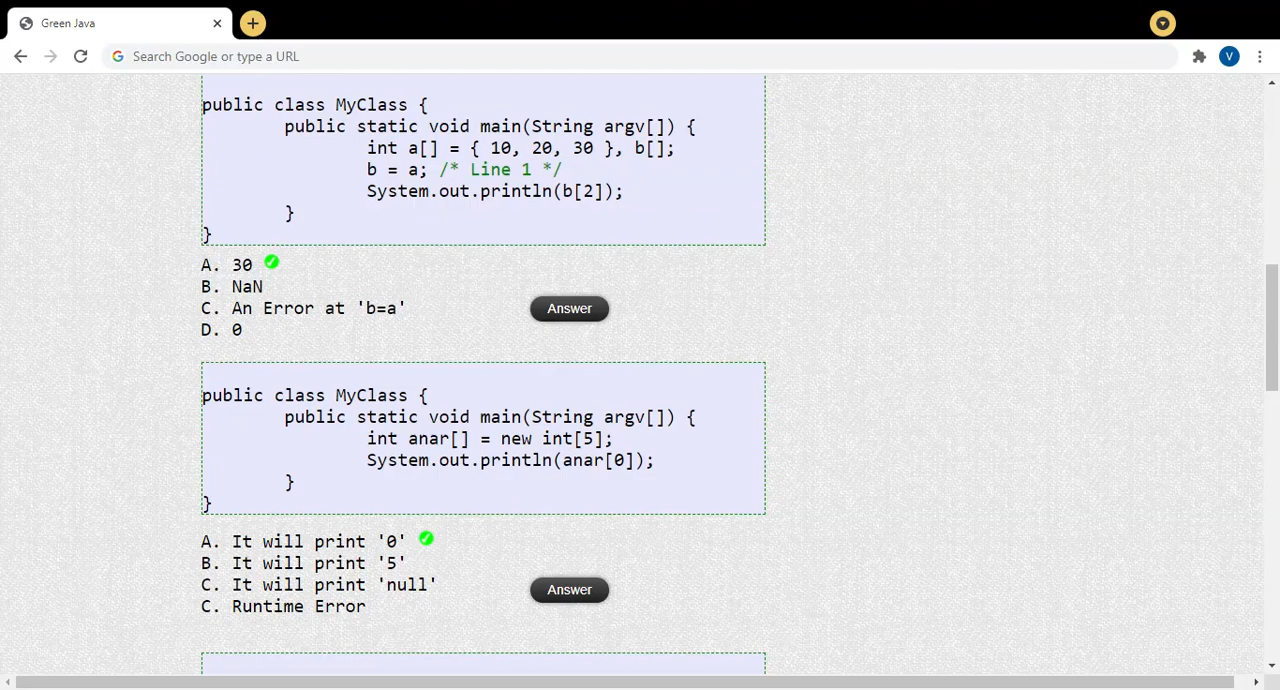 Green Java
Search Google or type a URL
V
public class MyClass {
public static void main(String argv[]) {
int a[] = { 10, 20, 30 }, b[];
b = a; /* Line 1 */
System.out.println(b[2]);
}
}
A. 30
B. NaN
C. An Error at 'b=a'
Answer
D. 0
public class MyClass {
public static void main(String argv[]) {
int anar[] = new int[5];
System.out.println(anar[0]);
}
}
A. It will print '0'
B. It will print '5'
C. It will print 'null'
Answer
C. Runtime Error